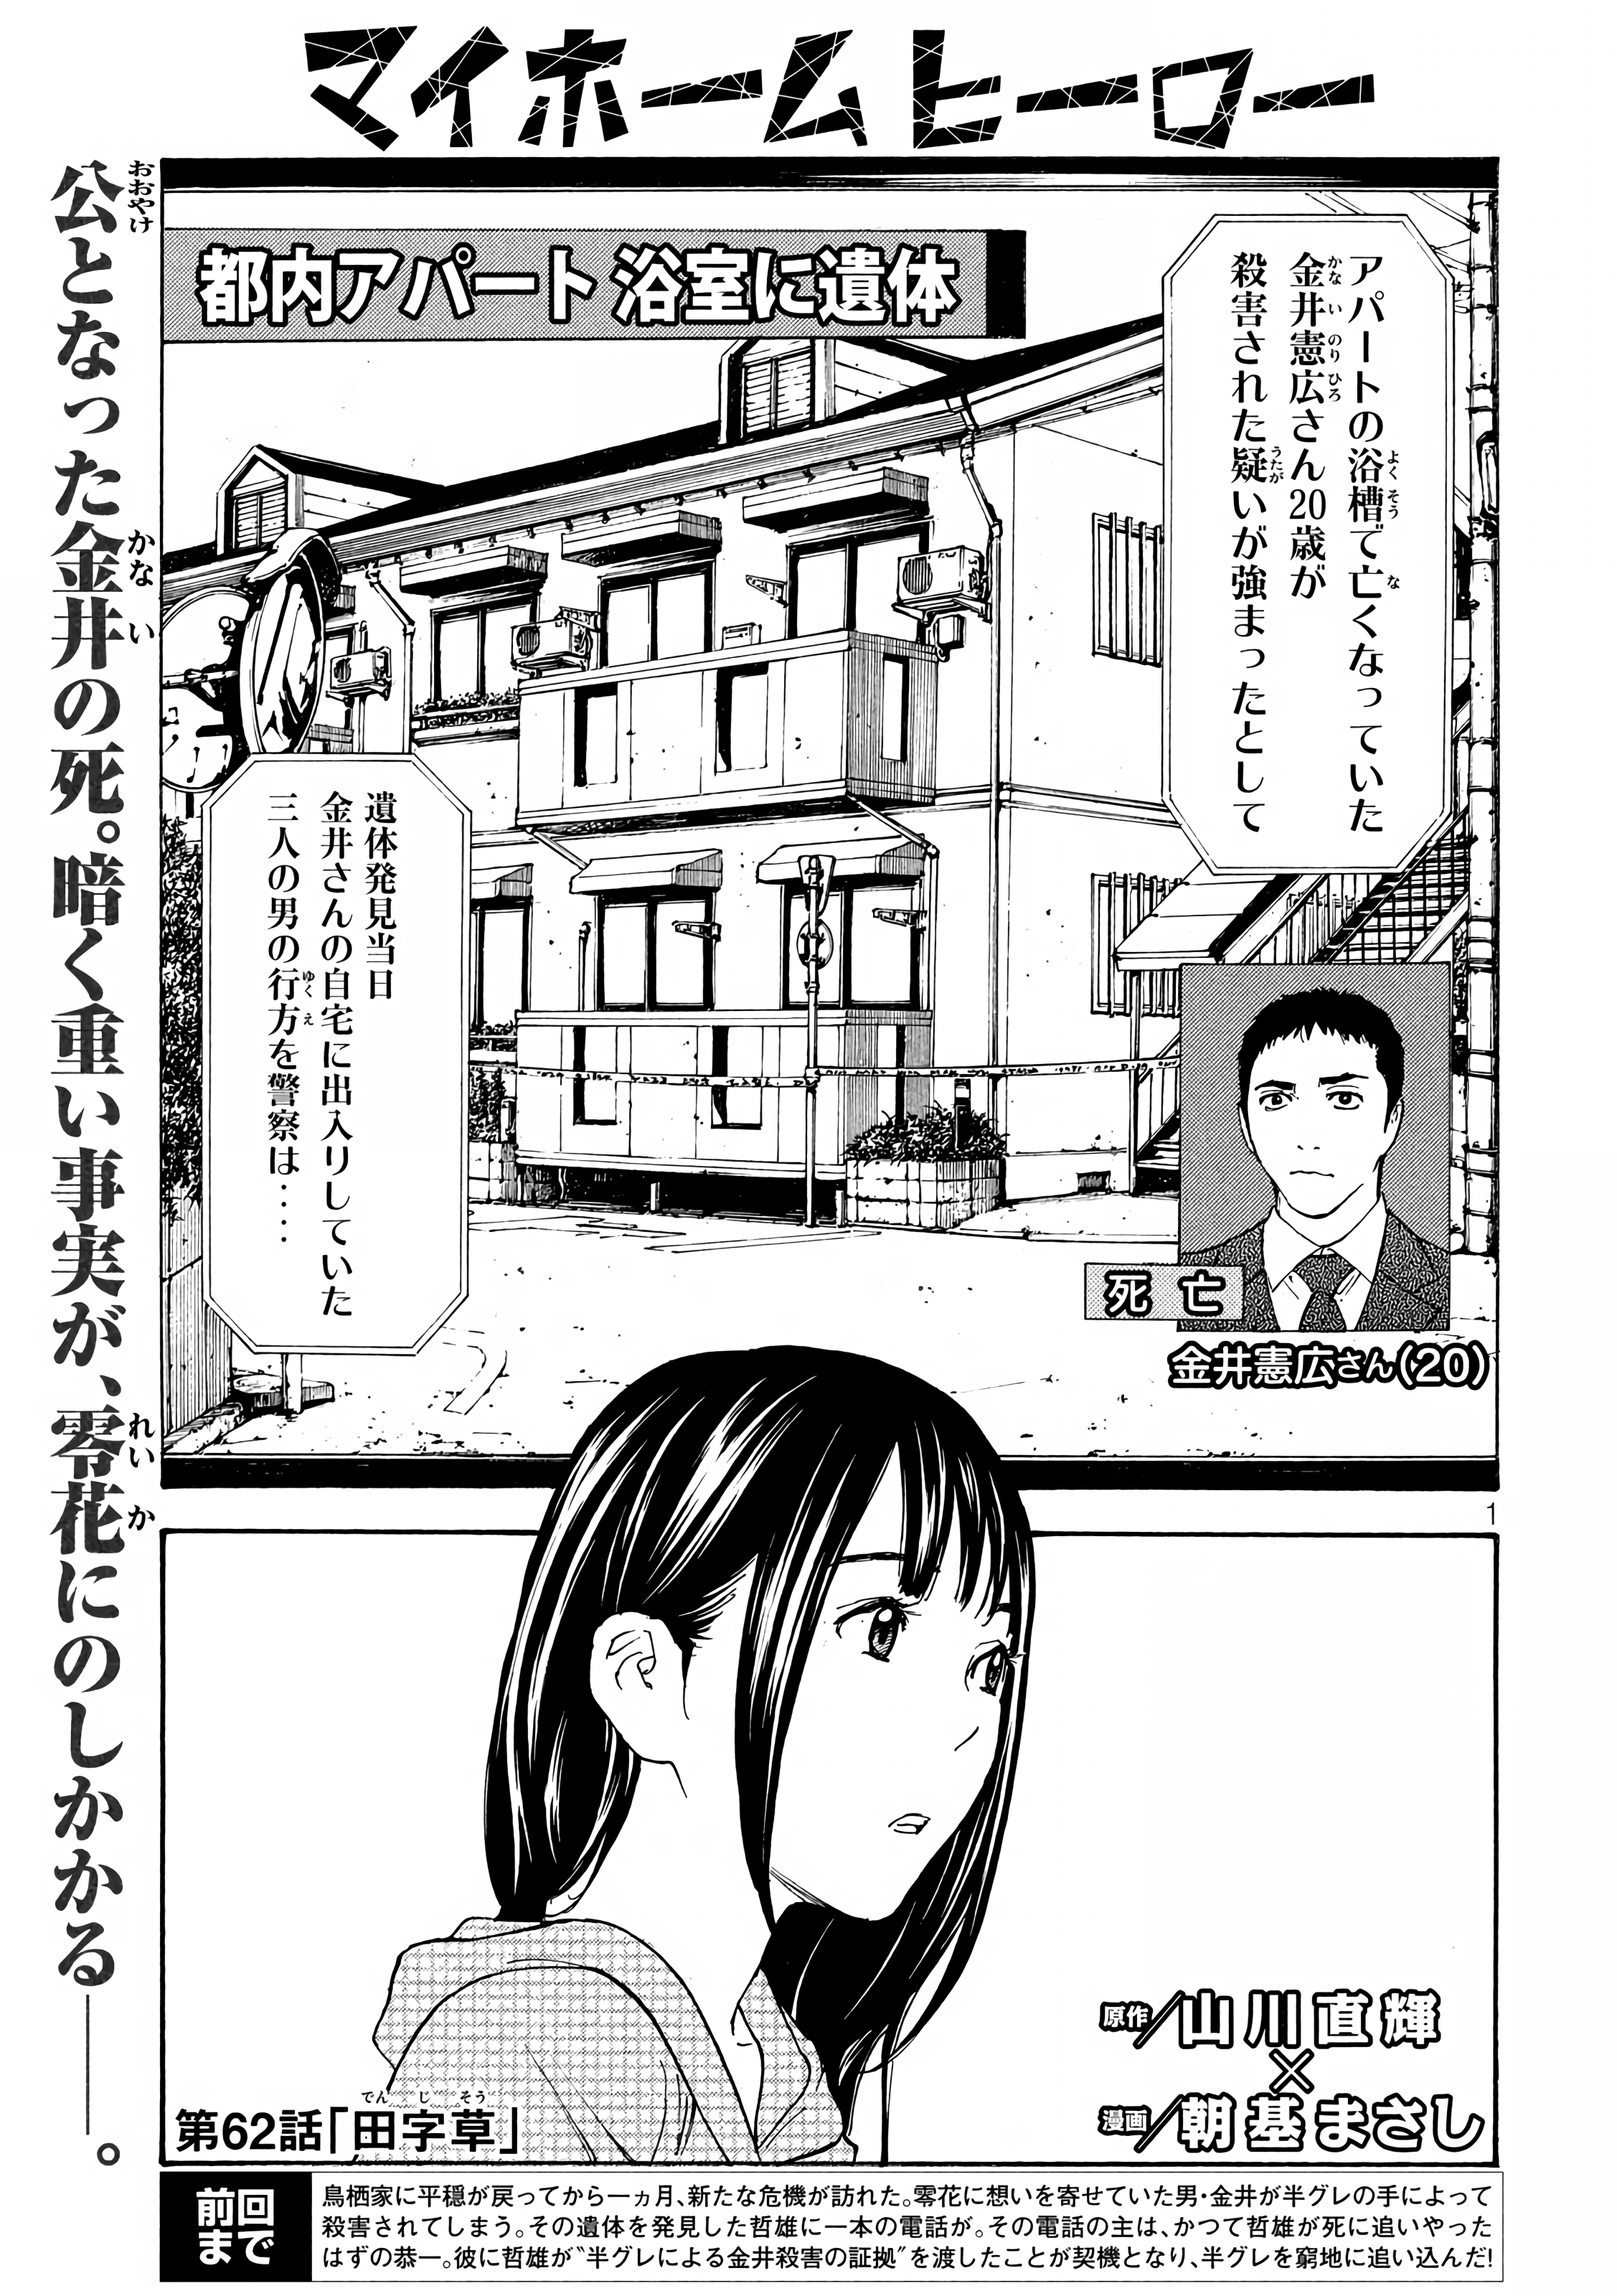 マイホームヒーロー
都内アパート 浴室に遺体
アパートの浴槽で亡くなっていた
金井憲広さん20歳が
殺害された疑いが強まったとして
遺体発見当日
金井さんの自宅に出入りしていた
三人の男の行方を警察は‥‥
死亡
金井憲広さん(20)
公となった金井の死。暗く重い事実が、零花にのしかかる――。
1
原作/山川直輝
×
漫画/朝基まさし
第62話「田字草」
前回まで
鳥栖家に平穏が戻ってから一ヵ月、新たな危機が訪れた。零花に想いを寄せていた男・金井が半グレの手によって
殺害されてしまう。その遺体を発見した哲雄に一本の電話が。その電話の主は、かつて哲雄が死に追いやった
はずの恭一。彼に哲雄が〝半グレによる金井殺害の証拠〟を渡したことが契機となり、半グレを窮地に追い込んだ!